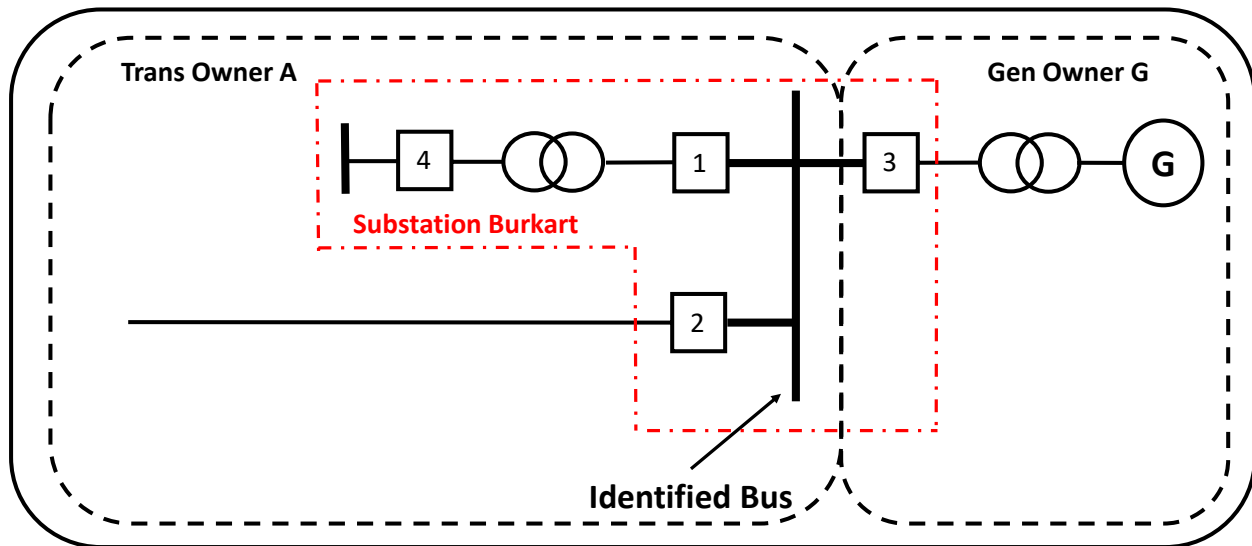 Trans Owner A
Gen Owner G
4
1
3
G
Substation Burkart
2
Identified Bus